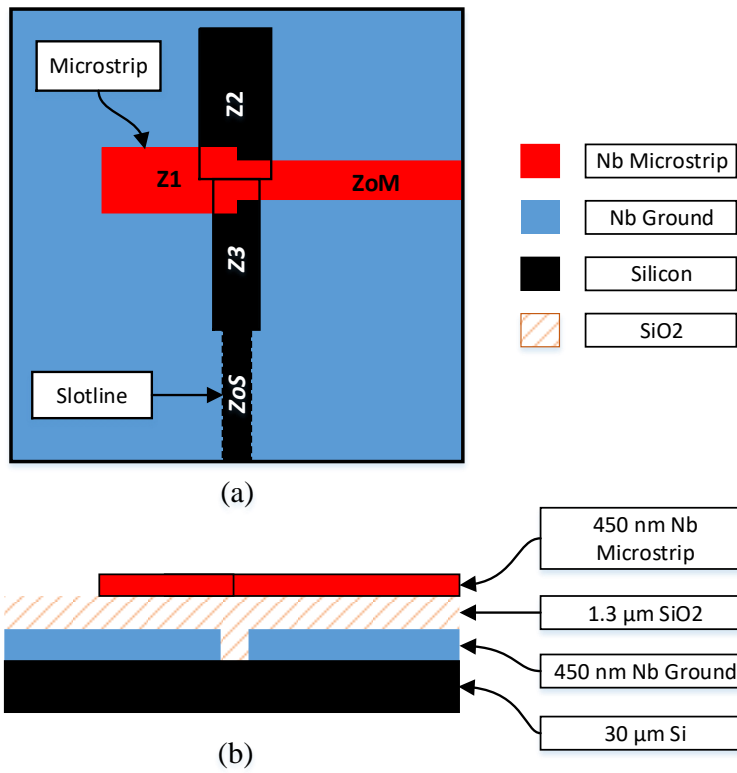 Microstrip
Z2
Z1
ZoM
Z3
ZoS
Slotline
(a)
Nb Microstrip
Nb Ground
Silicon
SiO2
450 nm Nb
Microstrip
1.3 µm SiO2
450 nm Nb Ground
30 µm Si
(b)